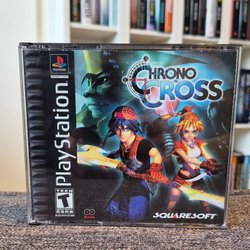 CHRONO
CROSS
PlayStation
TEEN
T
SQUARESOFT